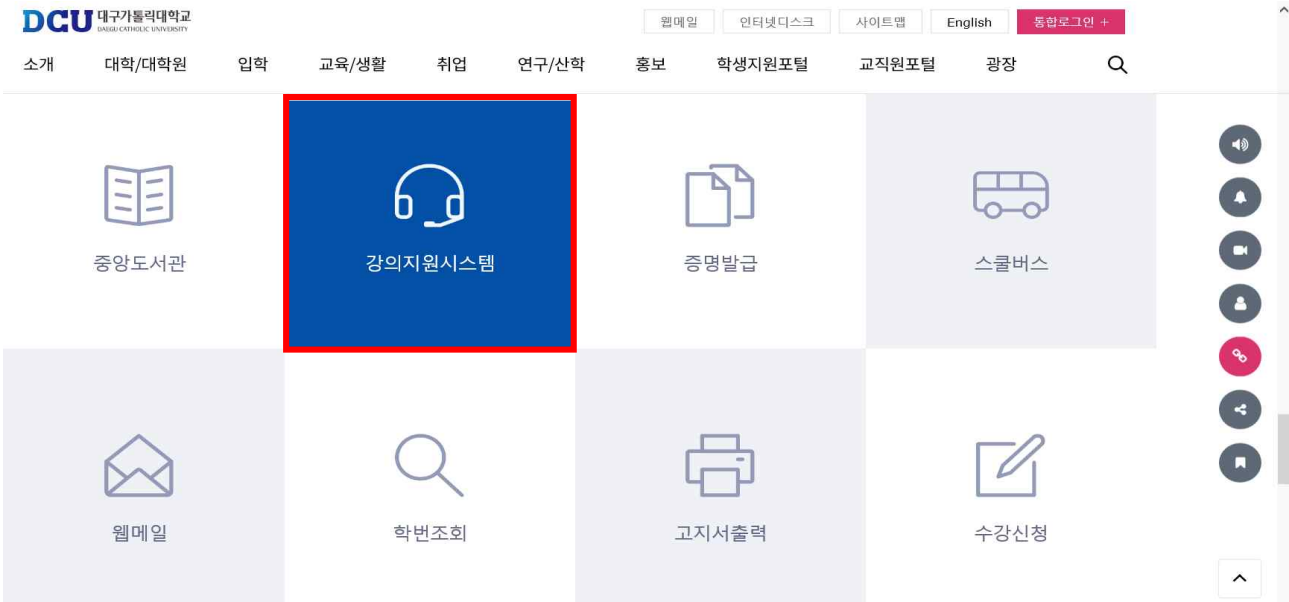 DCU 대구가톨릭대학교
DAEGU CATHOLIC UNIVERSITY
웹메일 인터넷디스크 사이트맵 English 통합로그인 +
소개 대학/대학원 입학 교육/생활 취업 연구/산학 홍보 학생지원포털 교직원포털 광장
중앙도서관 강의지원시스템 증명발급 스쿨버스
웹메일 학번조회 고지서출력 수강신청